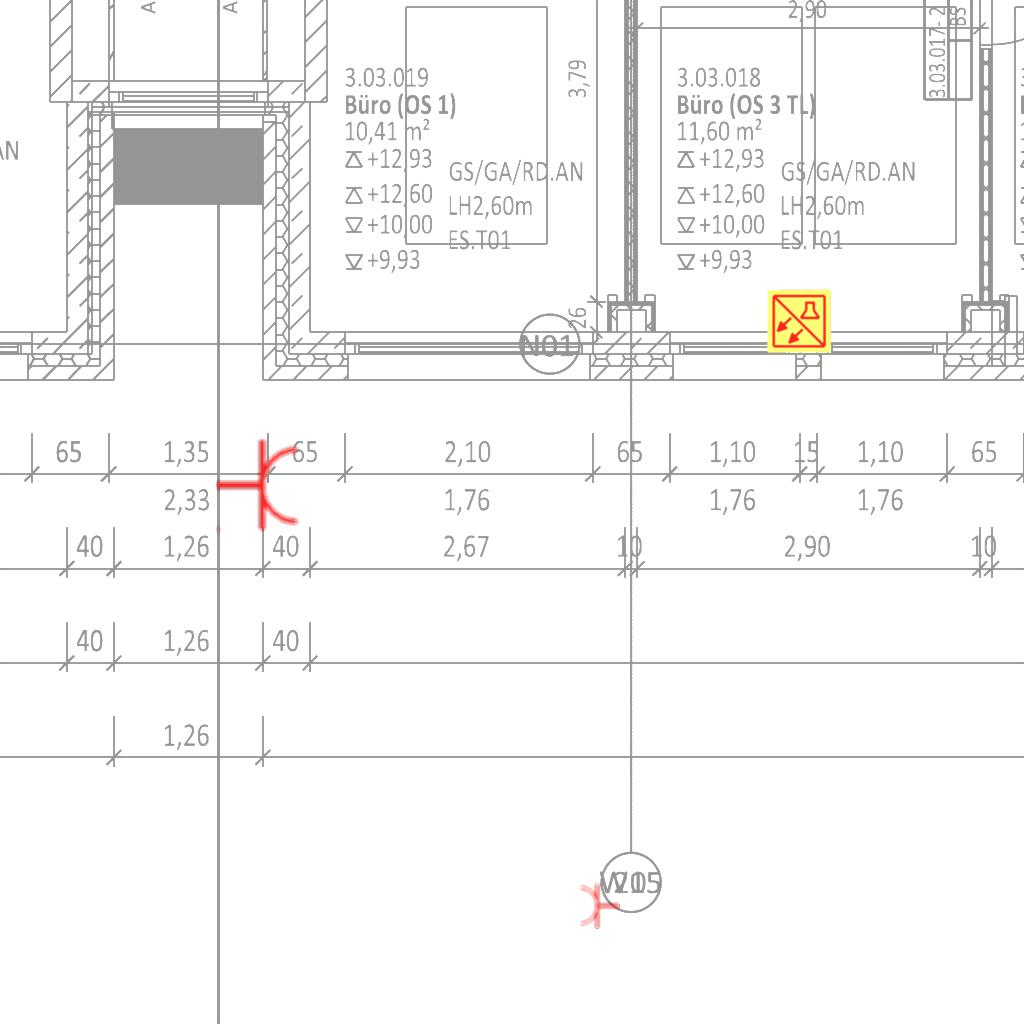 A
A
2,90
3.03.017- 2
BS
3,79
3.03.019
Büro (OS 1)
10,41 m²
+12,93
+12,60
+10,00
+9,93
GS/GA/RD.AN
LH2,60m
ES.T01
3.03.018
Büro (OS 3 TL)
11,60 m²
+12,93
+12,60
+10,00
+9,93
GS/GA/RD.AN
LH2,60m
ES.T01
AN
26
N01
65 1,35 65 2,10 65 1,10 15 1,10 65
2,33 1,76 1,76 1,76
40 1,26 40 2,67 10 2,90 10
40 1,26 40
1,26